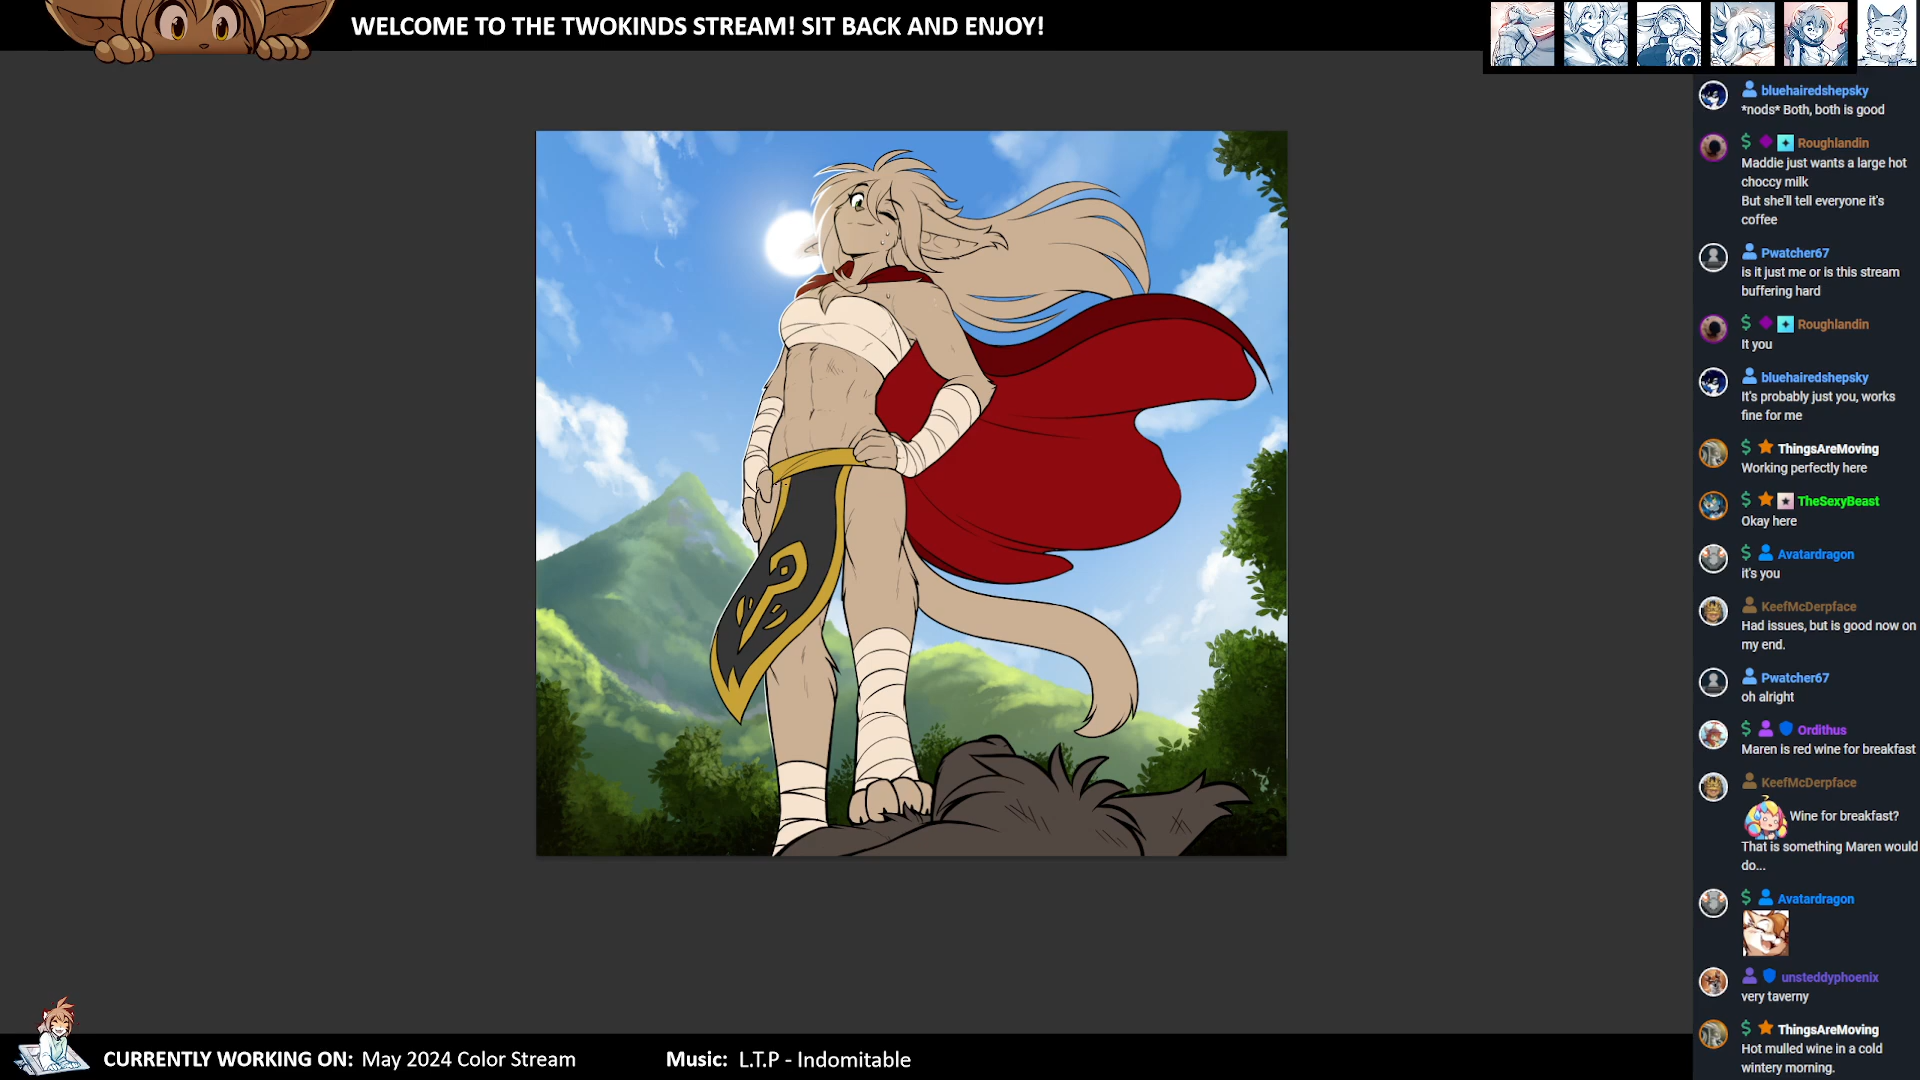 WELCOME TO THE TWOKINDS STREAM! SIT BACK AND ENJOY!
bluehairedshepsky
*nods* Both, both is good
Roughlandin
Maddie just wants a large hot
choccy milk
But she'll tell everyone it's
coffee
Pwatcher67
is it just me or is this stream
buffering hard
Roughlandin
It you
bluehairedshepsky
It's probably just you, works
fine for me
ThingsAreMoving
Working perfectly here
TheSexyBeast
Okay here
Avatardragon
it's you
KeefMcDerpface
Had issues, but is good now on
my end.
Pwatcher67
oh alright
Ordithus
Maren is red wine for breakfast
KeefMcDerpface
Wine for breakfast?
That is something Maren would
do...
Avatardragon
unsteddyphoenix
very taverny
ThingsAreMoving
Hot mulled wine in a cold
wintery morning.
CURRENTLY WORKING ON: May 2024 Color Stream
Music: L.T.P - Indomitable